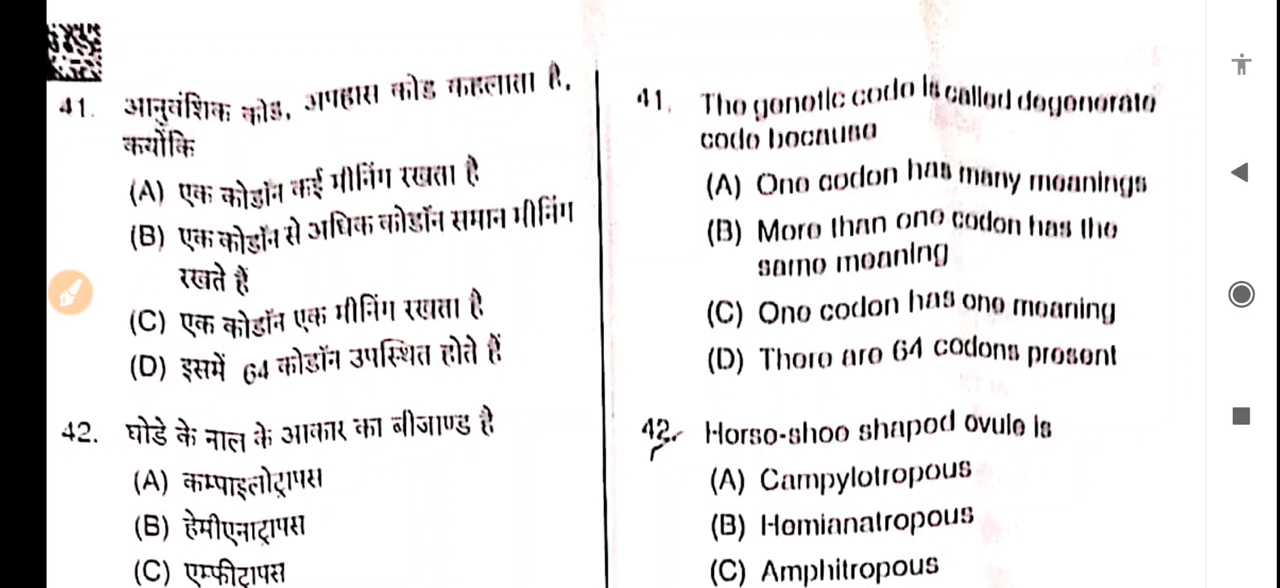 41. आनुवंशिक कोड, अपहास कोड कहलाता है,
क्योंकि
(A) एक कोडॉन कई मीनिंग रखता है
(B) एक कोडॉन से अधिक कोडॉन समान मीनिंग
रखते हैं
(C) एक कोडॉन एक मीनिंग रखता है
(D) इसमें 64 कोडॉन उपस्थित होते हैं
42. घोडे के नाल के आकार का बीजाण्ड है
(A) कम्पाइलोट्रापस
(B) हेमीएनाट्रापस
(C) एम्फीट्रापस
41. The genetic code is called degenerate
code because
(A) One codon has many meanings
(B) More than one codon has the
same meaning
(C) One codon has one meaning
(D) There are 64 codons present
42. Horse-shoe shaped ovule is
(A) Campylotropous
(B) Hemianatropous
(C) Amphitropous